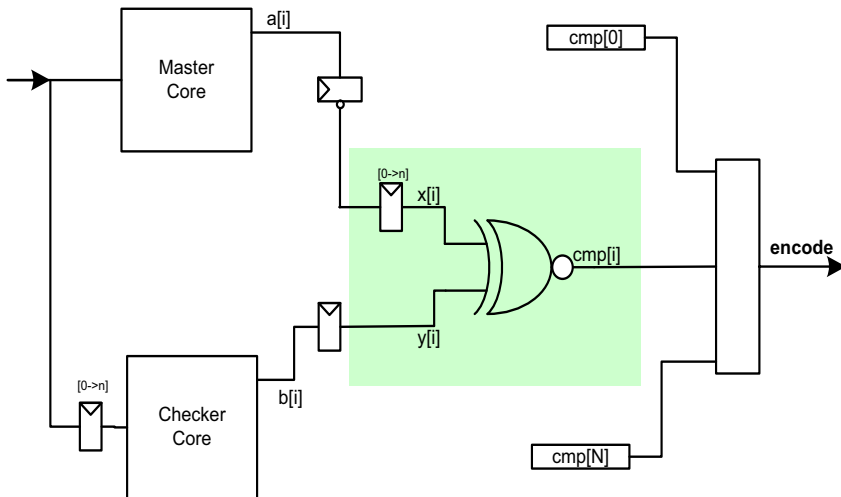 a[i]
cmp[0]
Master
Core
[0->n]
x[i]
encode
cmp[i]
y[i]
[0->n]
b[i]
Checker
Core
cmp[N]